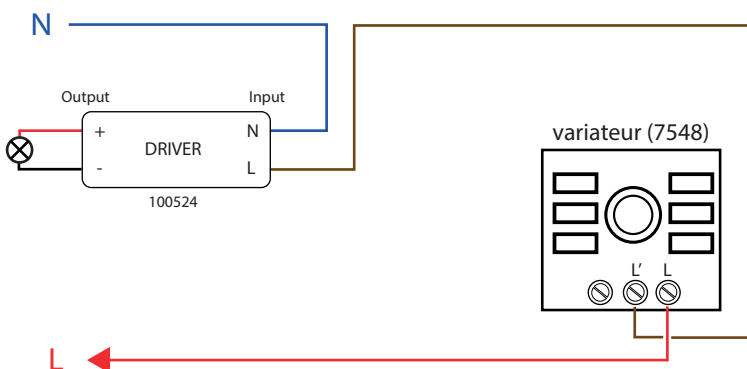 N
Output Input
+ N
DRIVER
- L
100524
variateur (7548)
L' L
L